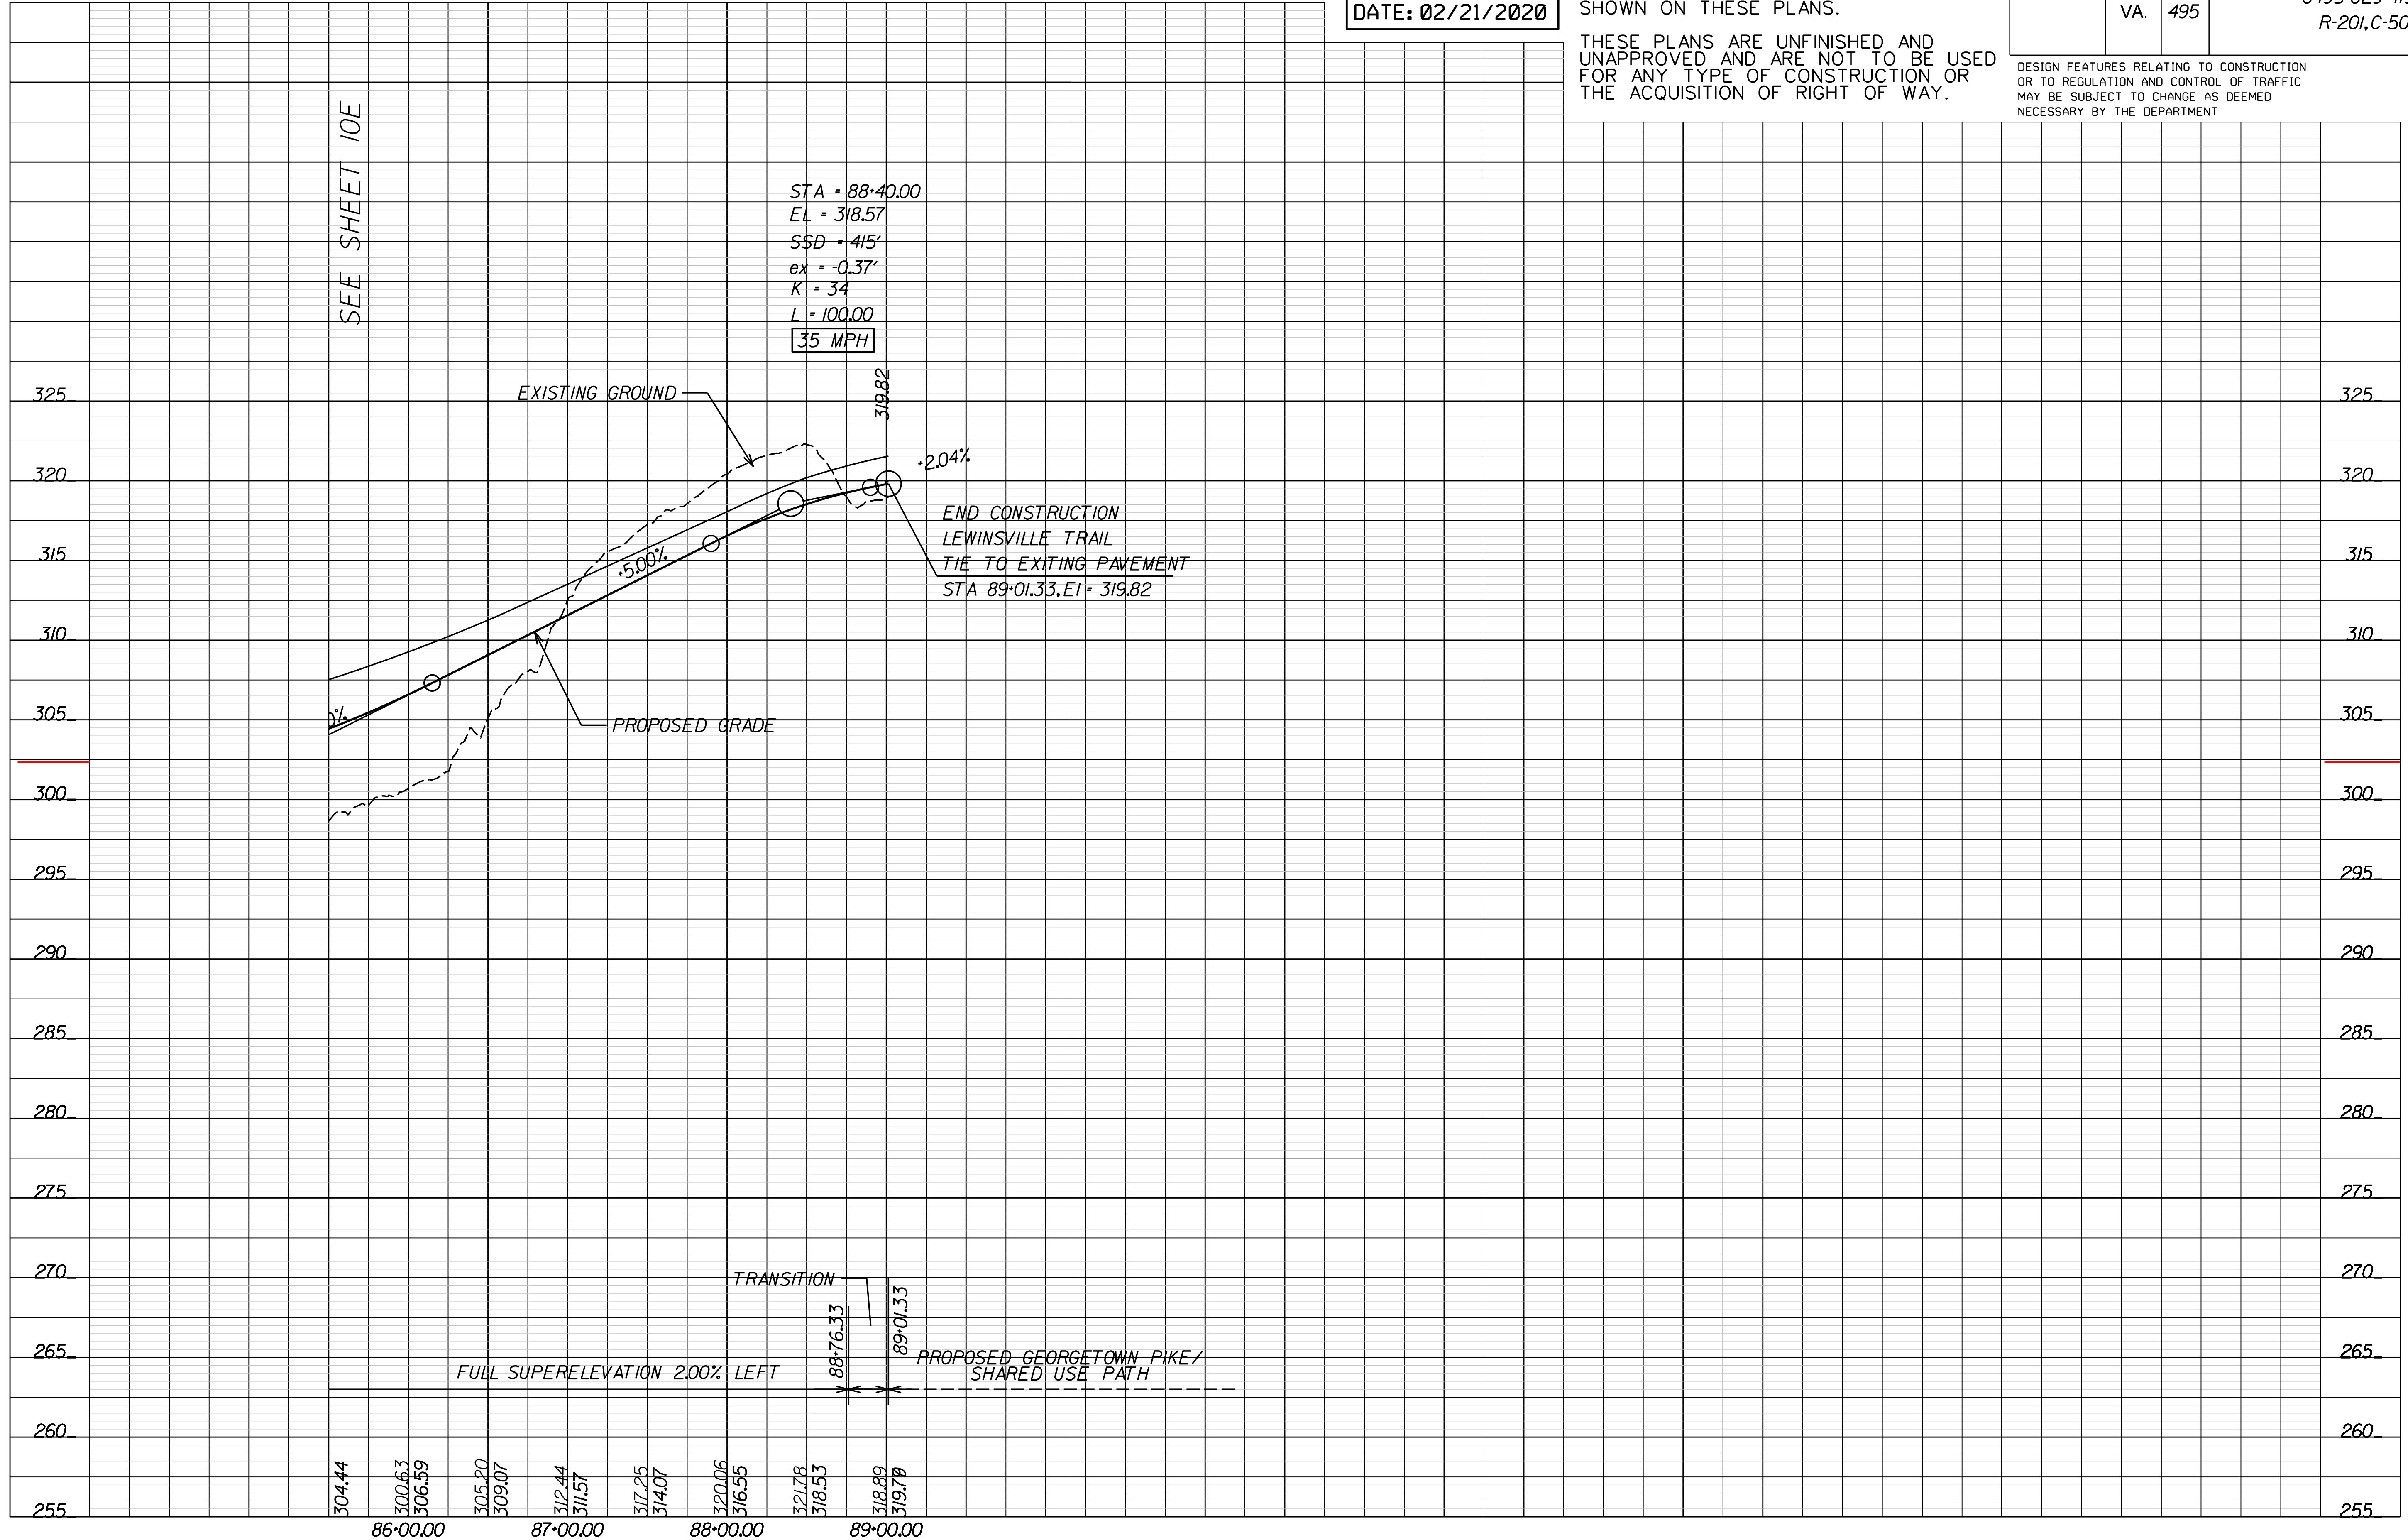 DATE: 02/21/2020
SHOWN ON THESE PLANS.
THESE PLANS ARE UNFINISHED AND
UNAPPROVED AND ARE NOT TO BE USED
FOR ANY TYPE OF CONSTRUCTION OR
THE ACQUISITION OF RIGHT OF WAY.
VA. 495
R-201, C-50
DESIGN FEATURES RELATING TO CONSTRUCTION
OR TO REGULATION AND CONTROL OF TRAFFIC
MAY BE SUBJECT TO CHANGE AS DEEMED
NECESSARY BY THE DEPARTMENT
SEE SHEET 10E
STA = 88+40.00
EL = 318.57
SSD = 415'
ex = -0.37'
K = 34
L = 100.00
35 MPH
319.82
EXISTING GROUND
+2.04%
+5.00%
0%
END CONSTRUCTION
LEWINSVILLE TRAIL
TIE TO EXITING PAVEMENT
STA 89+01.33, El = 319.82
PROPOSED GRADE
325 325
320 320
315 315
310 310
305 305
300 300
295 295
290 290
285 285
280 280
275 275
270 270
265 265
260 260
255 255
TRANSITION
88+76.33
89+01.33
FULL SUPERELEVATION 2.00% LEFT
PROPOSED GEORGETOWN PIKE/
SHARED USE PATH
304.44
300.63
306.59
305.20
309.07
312.44
311.57
317.25
314.07
320.06
316.55
321.78
318.53
318.89
86+00.00 87+00.00 88+00.00 89+00.00